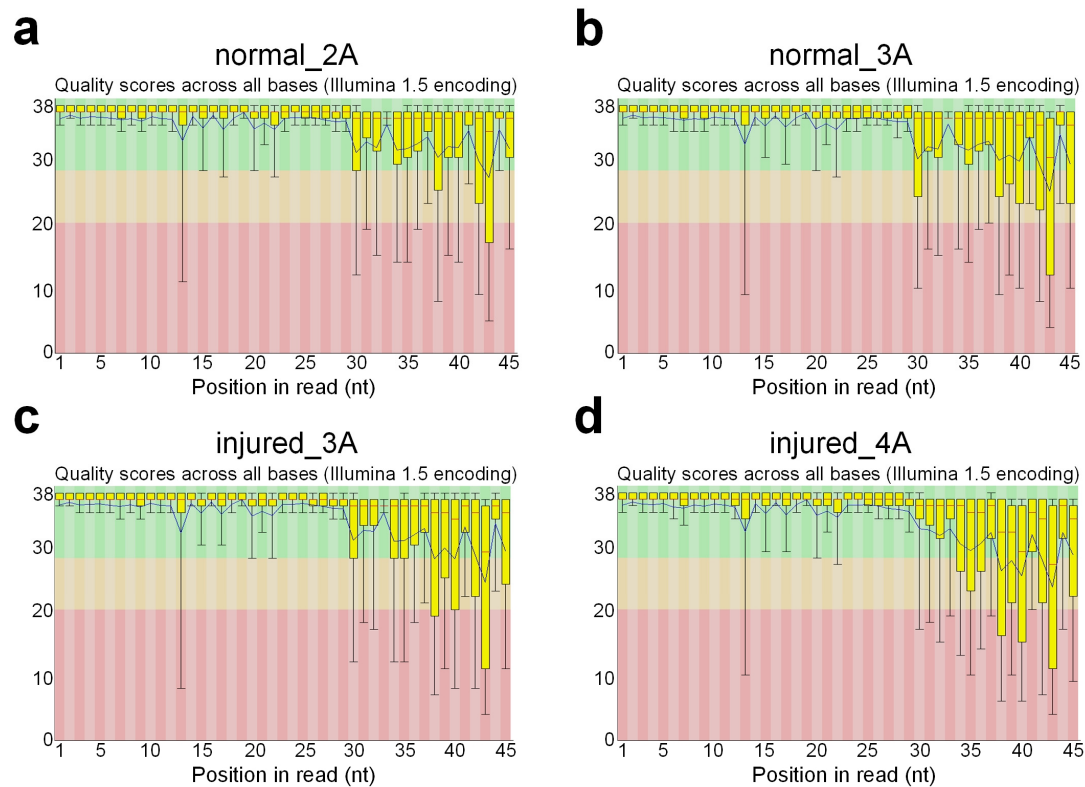 a
normal_2A
Quality scores across all bases (Illumina 1.5 encoding)
38
30
20
10
0
1 5 10 15 20 25 30 35 40 45
Position in read (nt)
b
normal_3A
Quality scores across all bases (Illumina 1.5 encoding)
38
30
20
10
0
1 5 10 15 20 25 30 35 40 45
Position in read (nt)
c
injured_3A
Quality scores across all bases (Illumina 1.5 encoding)
38
30
20
10
0
1 5 10 15 20 25 30 35 40 45
Position in read (nt)
d
injured_4A
Quality scores across all bases (Illumina 1.5 encoding)
38
30
20
10
0
1 5 10 15 20 25 30 35 40 45
Position in read (nt)